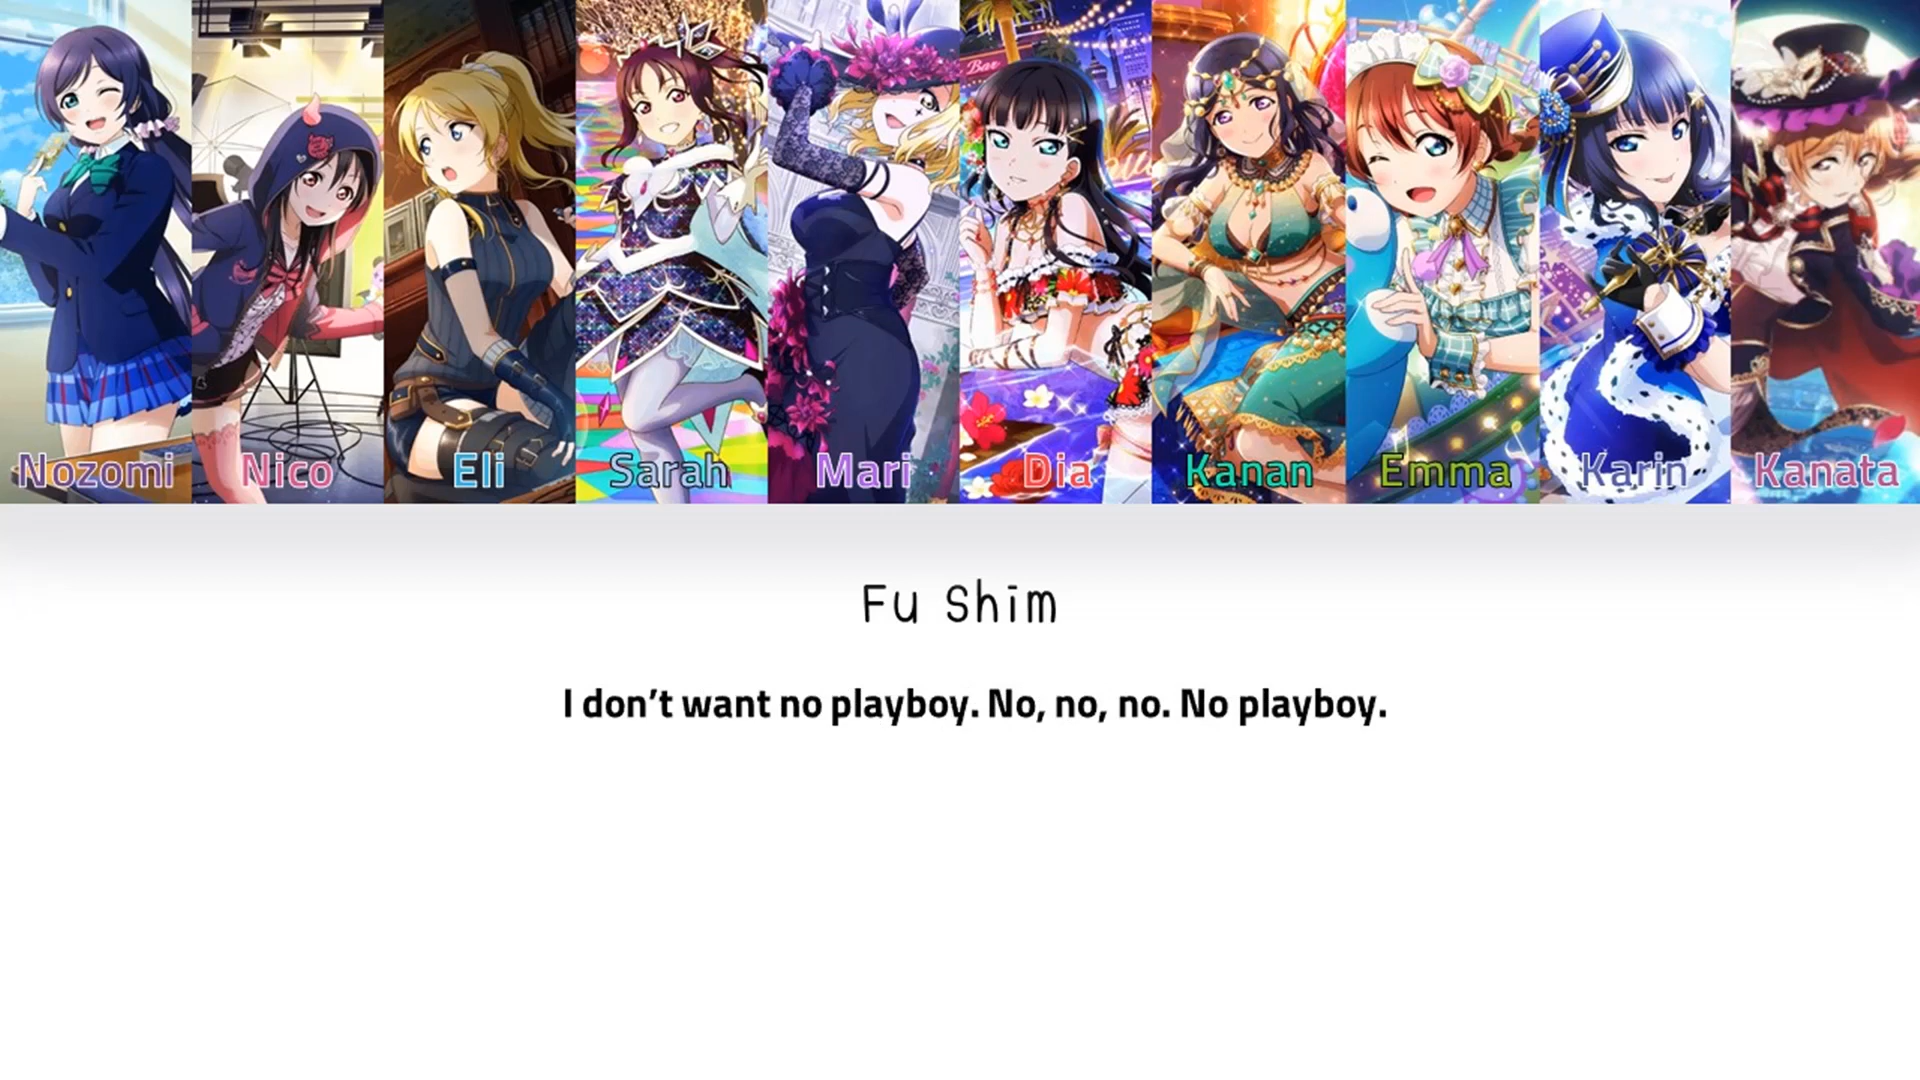 Bar
Nozomi
Nico
Eli
Sarah
Mari
Dia
Kanan
Emma
Karin
Kanata
Fu Shim
I don’t want no playboy. No, no, no. No playboy.